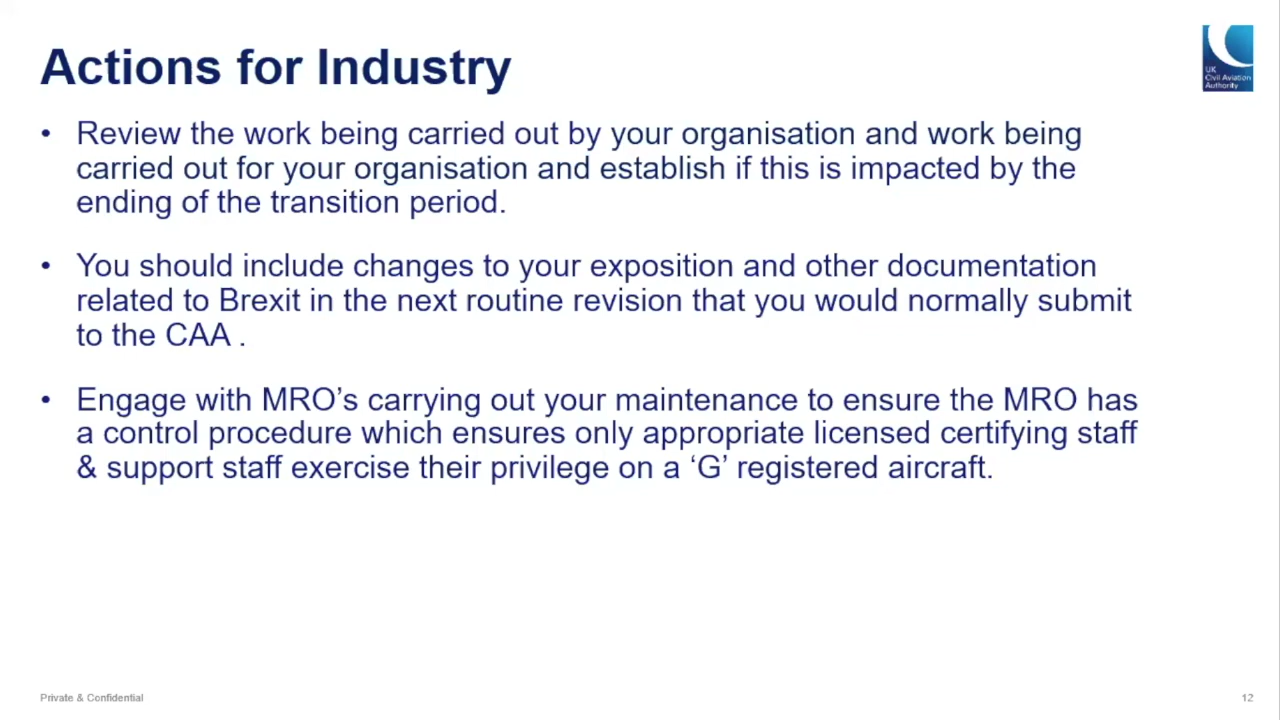 Actions for Industry
UK
Civil Aviation
Authority
• Review the work being carried out by your organisation and work being
carried out for your organisation and establish if this is impacted by the
ending of the transition period.
• You should include changes to your exposition and other documentation
related to Brexit in the next routine revision that you would normally submit
to the CAA .
• Engage with MRO’s carrying out your maintenance to ensure the MRO has
a control procedure which ensures only appropriate licensed certifying staff
& support staff exercise their privilege on a ‘G’ registered aircraft.
Private & Confidential
12